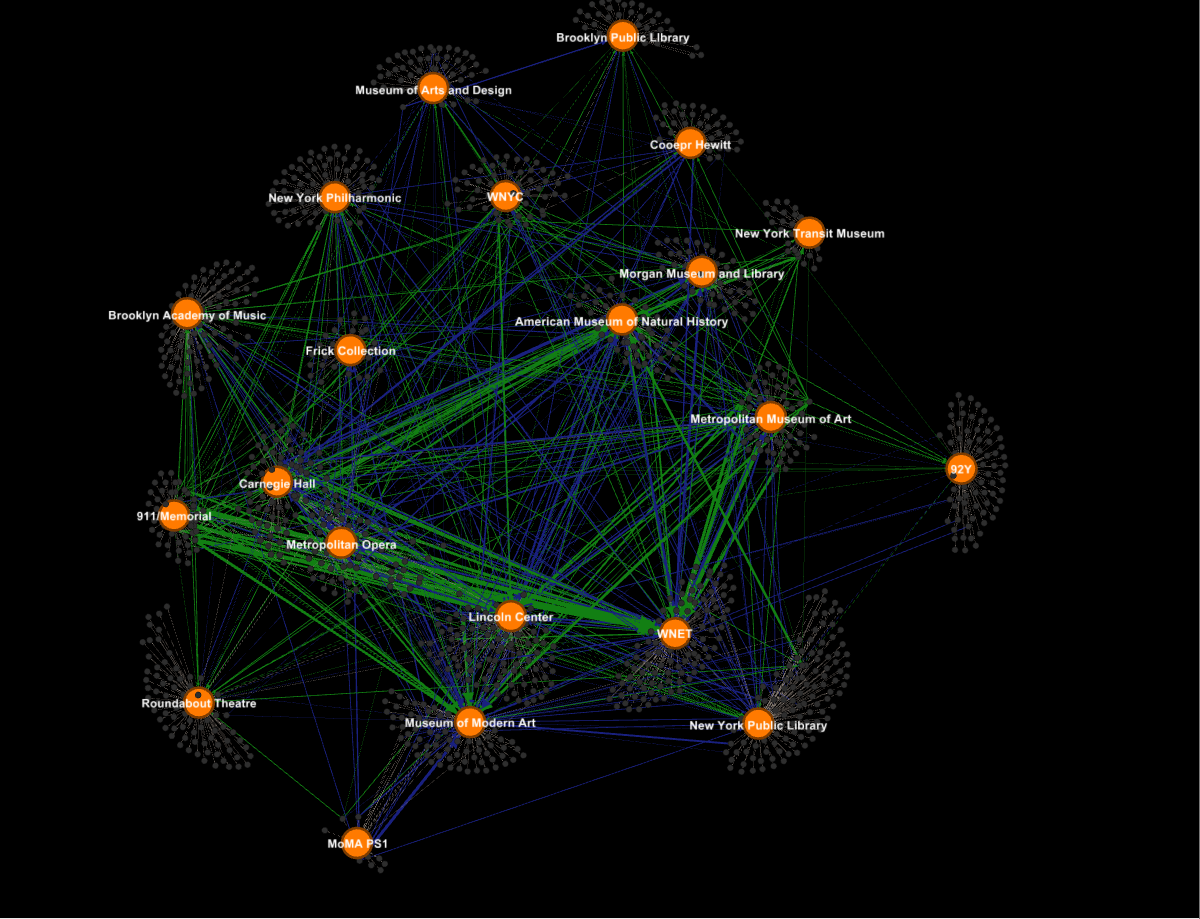 Brooklyn Public LIbrary
Museum of Arts and Design
Cooepr Hewitt
New York Philharmonic
WNYC
New York Transit Museum
Morgan Museum and Library
Brooklyn Academy of Music
American Museum of Natural History
Frick Collection
Metropolitan Museum of Art
92Y
Carnegie Hall
911/Memorial
Metropolitan Opera
Lincoln Center
WNET
Roundabout Theatre
Museum of Modern Art
New York Public Library
MoMA PS1